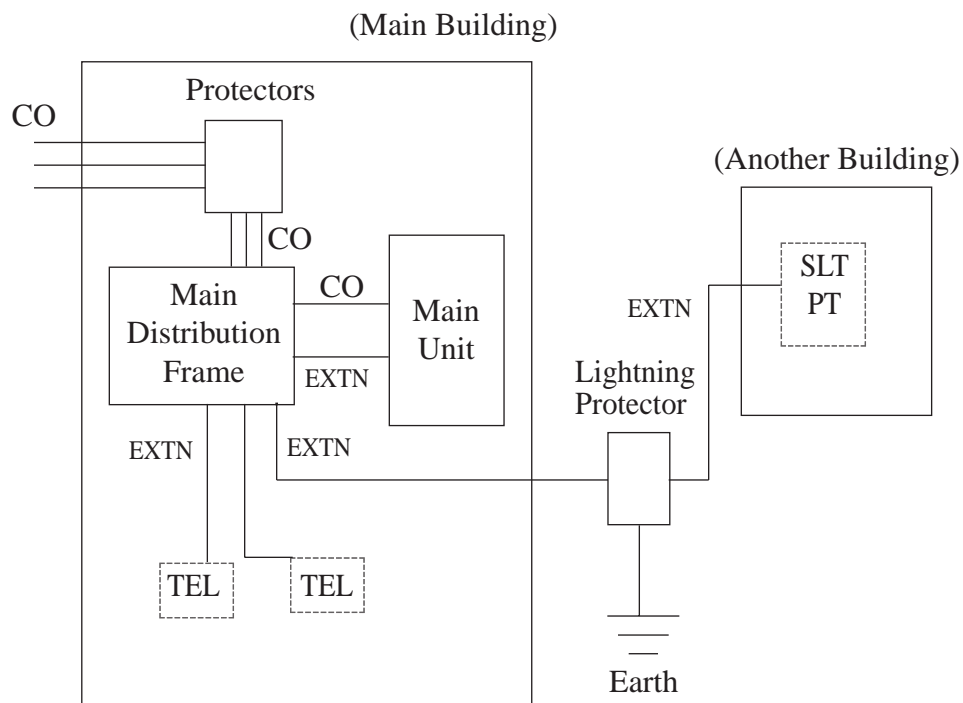 (Main Building)
Protectors
CO
(Another Building)
CO
SLT
PT
CO
Main
Distribution
Frame
Main
Unit
EXTN
EXTN
Lightning
Protector
EXTN
EXTN
TEL
TEL
Earth